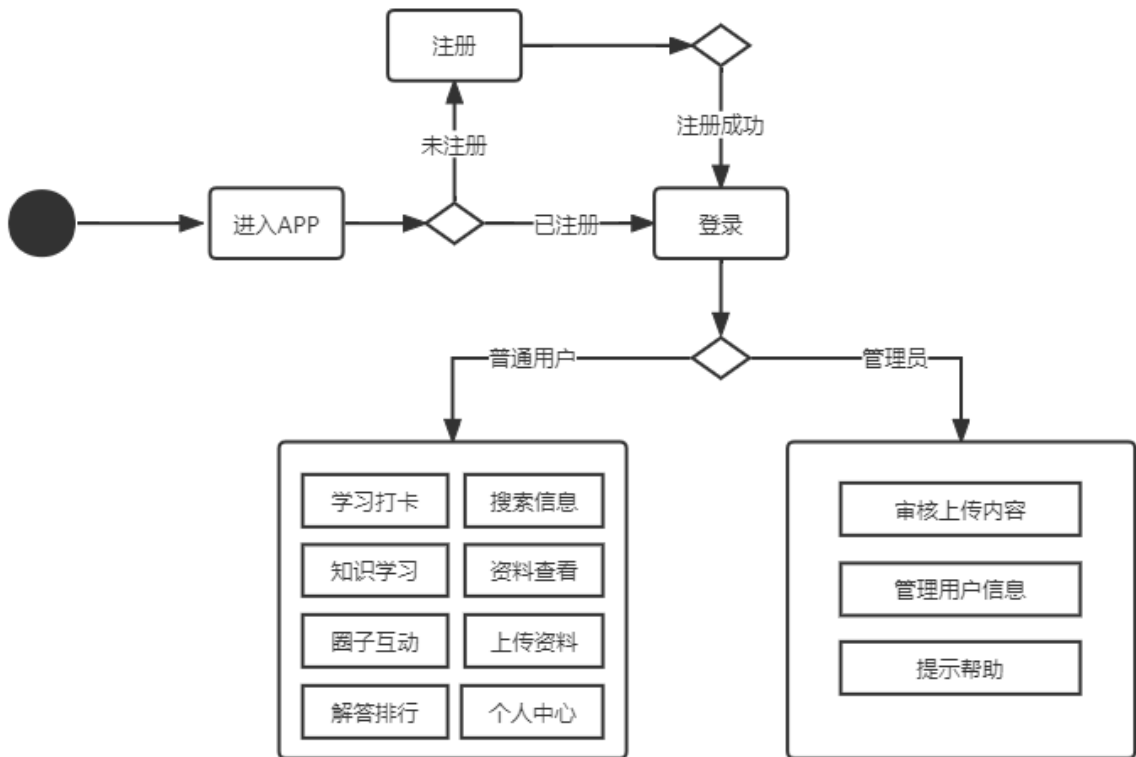 注册
注册成功
未注册
进入APP
已注册
登录
普通用户
管理员
学习打卡
搜索信息
知识学习
资料查看
圈子互动
上传资料
解答排行
个人中心
审核上传内容
管理用户信息
提示帮助